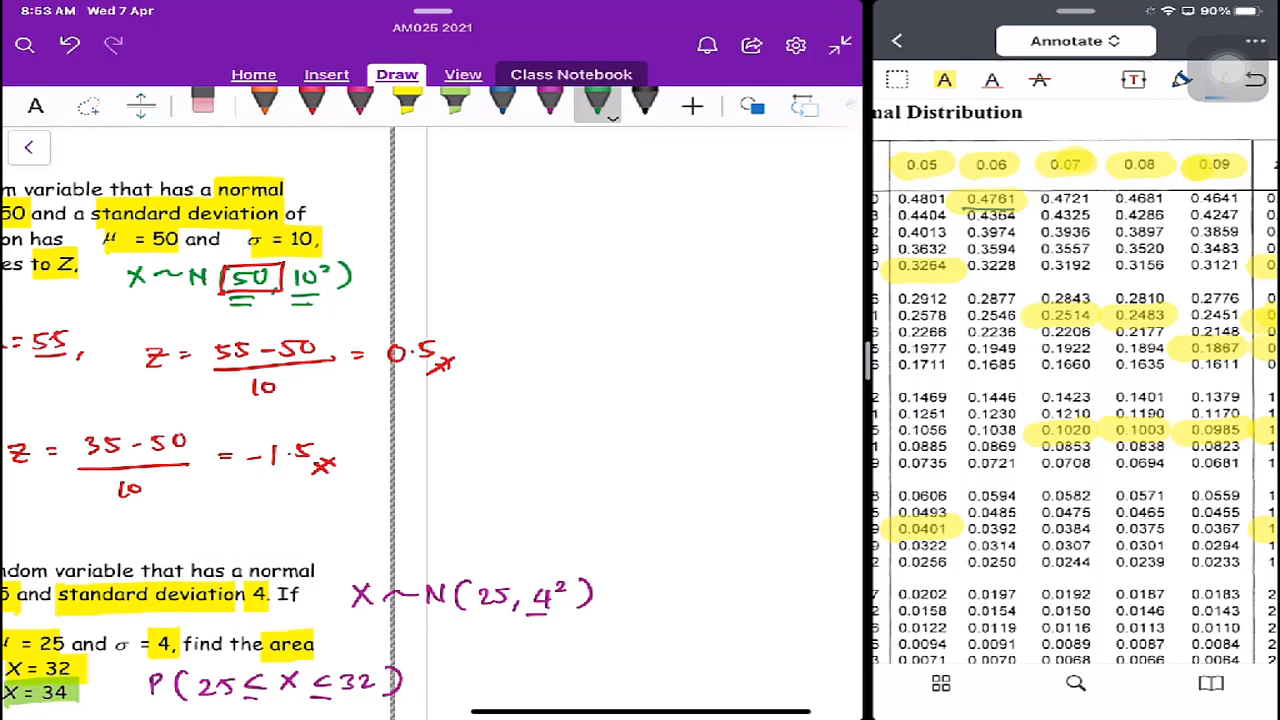 8:53 AM Wed 7 Apr
90%
AM025 2021
Home Insert Draw View Class Notebook
A
om variable that has a normal
50 and a standard deviation of
on has μ = 50 and σ = 10,
es to Z,
X ~ N (50, 10²)
= 55, Z = 55 - 50 / 10 = 0.5
Z = 35 - 50 / 10 = -1.5
ndom variable that has a normal
5 and standard deviation 4. If
X ~ N(25, 4²)
μ = 25 and σ = 4, find the area
X = 32
X = 34
P(25 ≤ X ≤ 32)
Annotate
A A A T
mal Distribution
0.05 0.06 0.07 0.08 0.09
0.4801 0.4761 0.4721 0.4681 0.4641
0.4404 0.4364 0.4325 0.4286 0.4247
0.4013 0.3974 0.3936 0.3897 0.3859
0.3632 0.3594 0.3557 0.3520 0.3483
0.3264 0.3228 0.3192 0.3156 0.3121
0.2912 0.2877 0.2843 0.2810 0.2776
0.2578 0.2546 0.2514 0.2483 0.2451
0.2266 0.2236 0.2206 0.2177 0.2148
0.1977 0.1949 0.1922 0.1894 0.1867
0.1711 0.1685 0.1660 0.1635 0.1611
0.1469 0.1446 0.1423 0.1401 0.1379
0.1251 0.1230 0.1210 0.1190 0.1170
0.1056 0.1038 0.1020 0.1003 0.0985
0.0885 0.0869 0.0853 0.0838 0.0823
0.0735 0.0721 0.0708 0.0694 0.0681
0.0606 0.0594 0.0582 0.0571 0.0559
0.0493 0.0485 0.0475 0.0465 0.0455
0.0401 0.0392 0.0384 0.0375 0.0367
0.0322 0.0314 0.0307 0.0301 0.0294
0.0256 0.0250 0.0244 0.0239 0.0233
0.0202 0.0197 0.0192 0.0187 0.0183
0.0158 0.0154 0.0150 0.0146 0.0143
0.0122 0.0119 0.0116 0.0113 0.0110
0.0094 0.0091 0.0089 0.0087 0.0084
0.0071 0.0070 0.0068 0.0066 0.0064